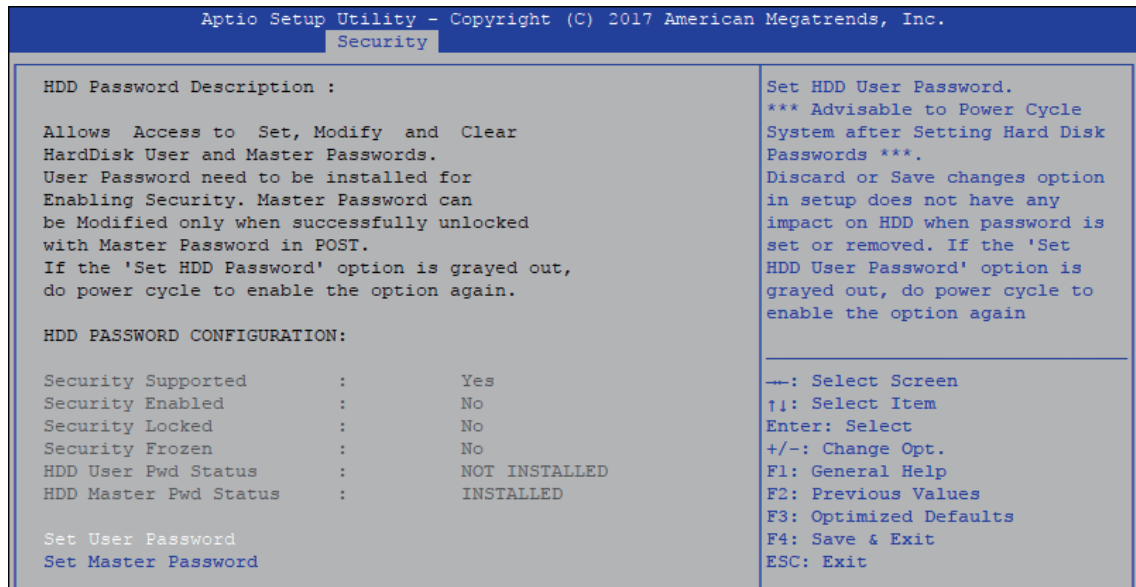 Aptio Setup Utility - Copyright (C) 2017 American Megatrends, Inc.
Security
HDD Password Description :
Allows Access to Set, Modify and Clear
HardDisk User and Master Passwords.
User Password need to be installed for
Enabling Security. Master Password can
be Modified only when successfully unlocked
with Master Password in POST.
If the 'Set HDD Password' option is grayed out,
do power cycle to enable the option again.
HDD PASSWORD CONFIGURATION:
Security Supported : Yes
Security Enabled : No
Security Locked : No
Security Frozen : No
HDD User Pwd Status : NOT INSTALLED
HDD Master Pwd Status : INSTALLED
Set User Password
Set Master Password
Set HDD User Password.
*** Advisable to Power Cycle
System after Setting Hard Disk
Passwords ***.
Discard or Save changes option
in setup does not have any
impact on HDD when password is
set or removed. If the 'Set
HDD User Password' option is
grayed out, do power cycle to
enable the option again
→←: Select Screen
↑↓: Select Item
Enter: Select
+/-: Change Opt.
F1: General Help
F2: Previous Values
F3: Optimized Defaults
F4: Save & Exit
ESC: Exit